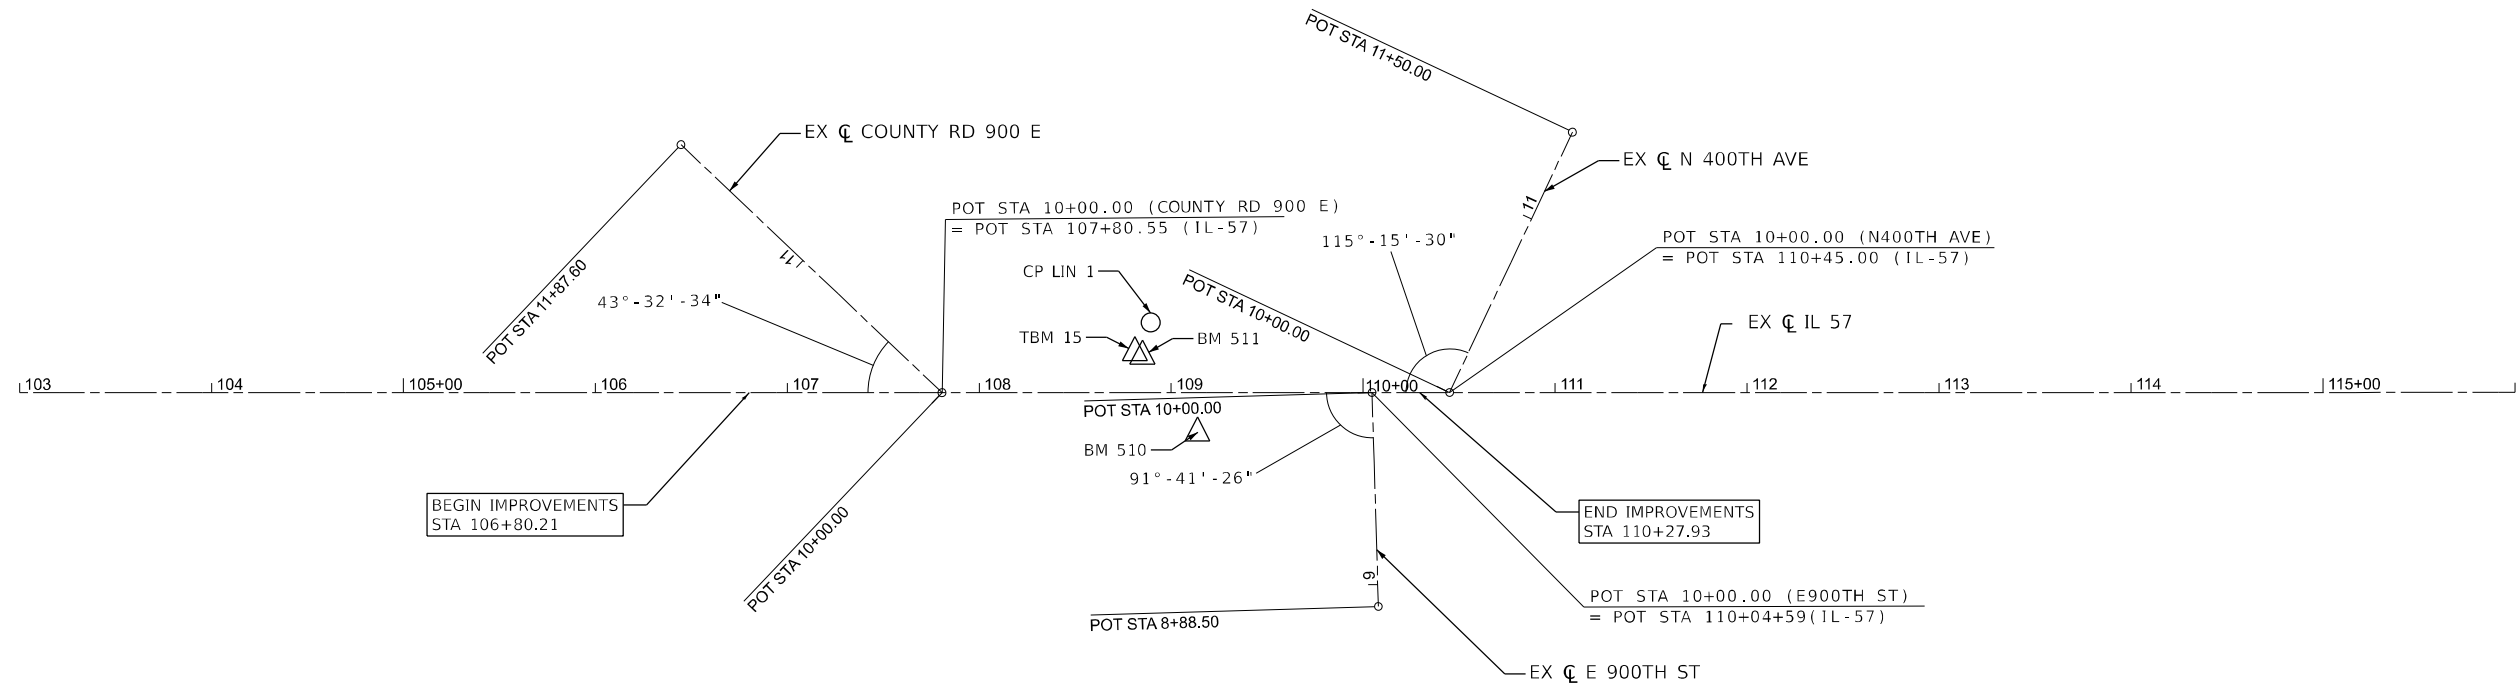 POT STA 11+50.00
EX ℄ COUNTY RD 900 E
EX ℄ N 400TH AVE
11
POT STA 10+00.00 (COUNTY RD 900 E)
= POT STA 107+80.55 (IL-57)
115°-15'-30"
POT STA 10+00.00 (N400TH AVE)
= POT STA 110+45.00 (IL-57)
11
CP LIN 1
POT STA 11+87.60
43°-32'-34"
POT STA 10+00.00
TBM 15
BM 511
EX ℄ IL 57
103
104
105+00
106
107
108
109
110+00
111
112
113
114
115+00
POT STA 10+00.00
BM 510
91°-41'-26"
BEGIN IMPROVEMENTS
STA 106+80.21
POT STA 10+00.00
END IMPROVEMENTS
STA 110+27.93
9
POT STA 10+00.00 (E900TH ST)
= POT STA 110+04+59(IL-57)
POT STA 8+88.50
EX ℄ E 900TH ST